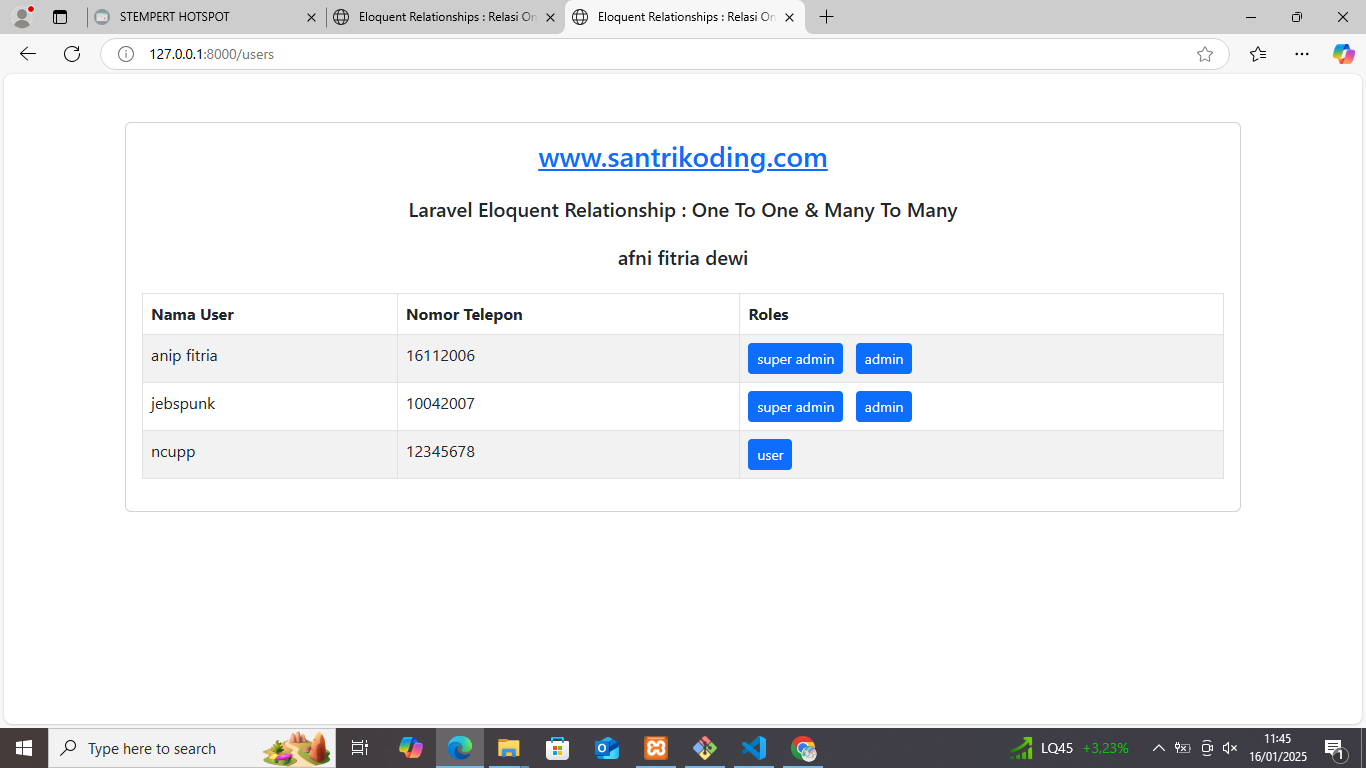 STEMPERT HOTSPOT
Eloquent Relationships : Relasi On
Eloquent Relationships : Relasi On
127.0.0.1:8000/users
www.santrikoding.com
Laravel Eloquent Relationship : One To One & Many To Many
afni fitria dewi
Nama User Nomor Telepon Roles
anip fitria 16112006 super admin admin
jebspunk 10042007 super admin admin
ncupp 12345678 user
Type here to search
LQ45 +3,23%
11:45
16/01/2025
1